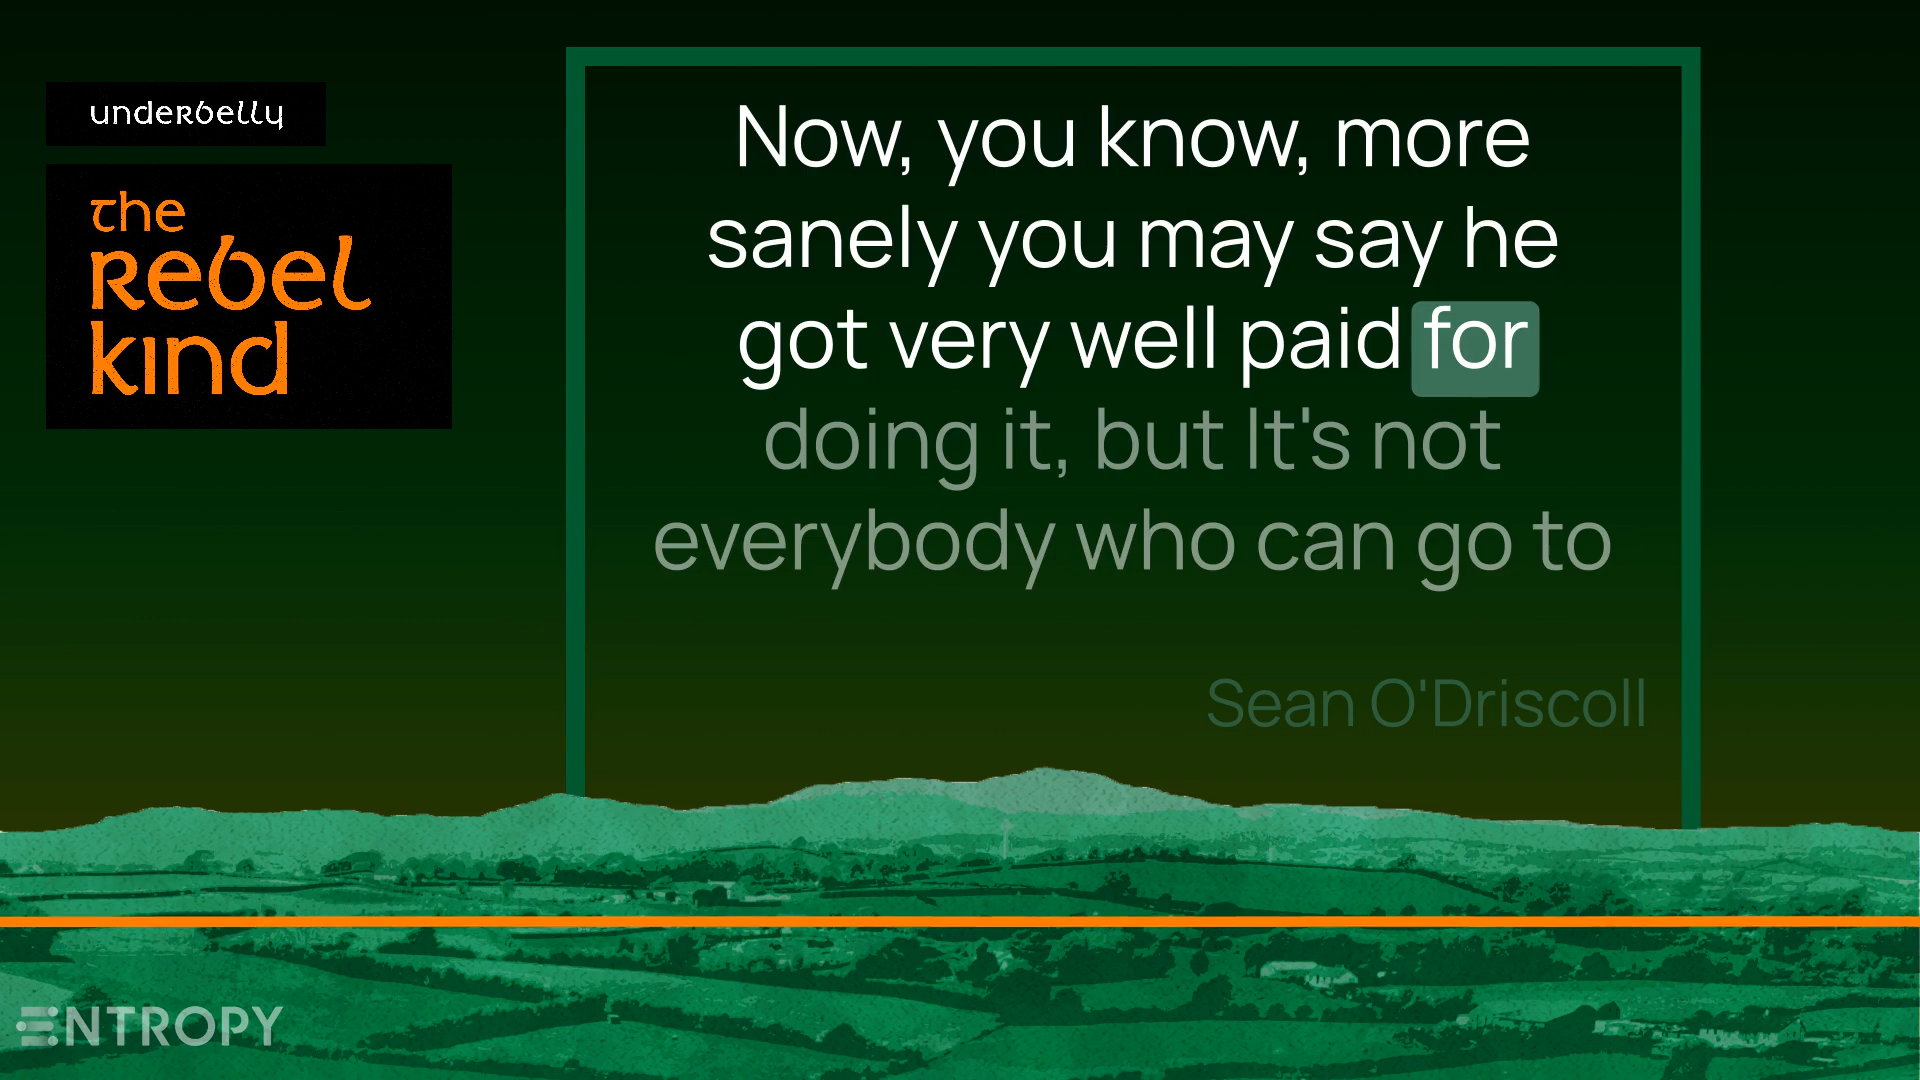 underbelly
the
Rebel
kind
Now, you know, more
sanely you may say he
got very well paid for
doing it, but It's not
everybody who can go to
Sean O'Driscoll
ENTROPY